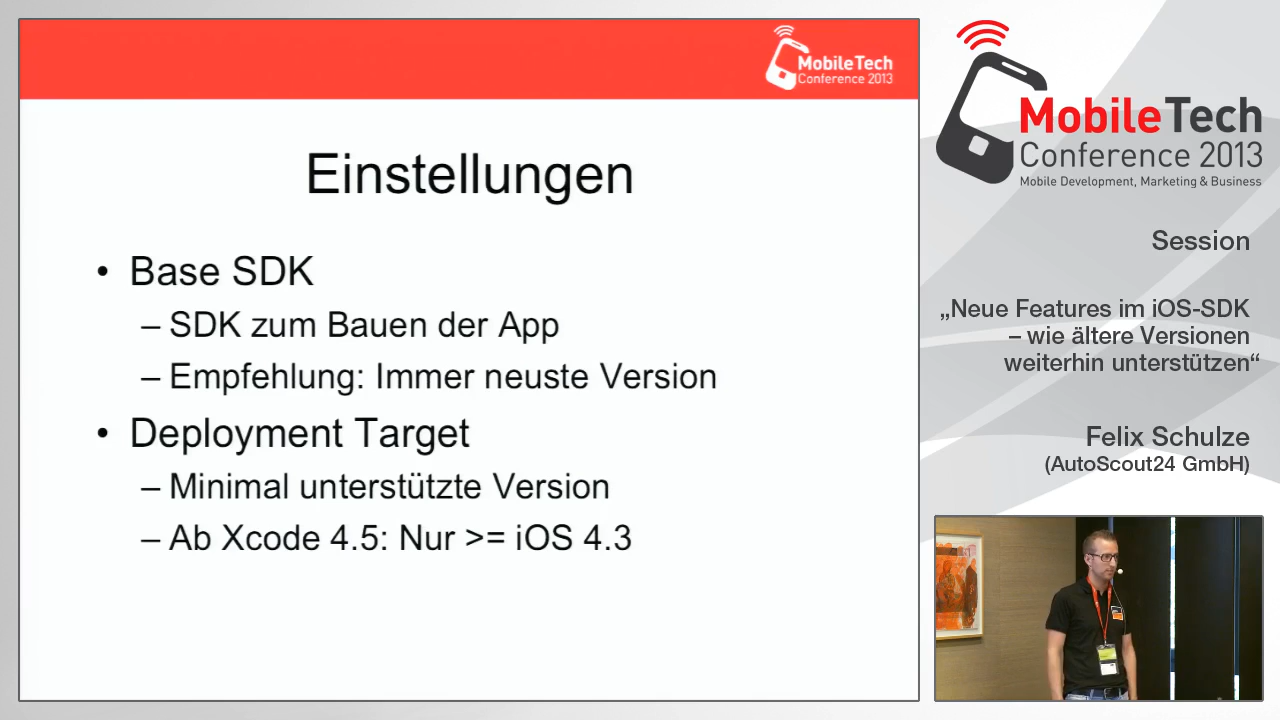 MobileTech
Conference 2013
Einstellungen
• Base SDK
– SDK zum Bauen der App
– Empfehlung: Immer neuste Version
• Deployment Target
– Minimal unterstützte Version
– Ab Xcode 4.5: Nur >= iOS 4.3
MobileTech
Conference 2013
Mobile Development, Marketing & Business
Session
„Neue Features im iOS-SDK
– wie ältere Versionen
weiterhin unterstützen“
Felix Schulze
(AutoScout24 GmbH)